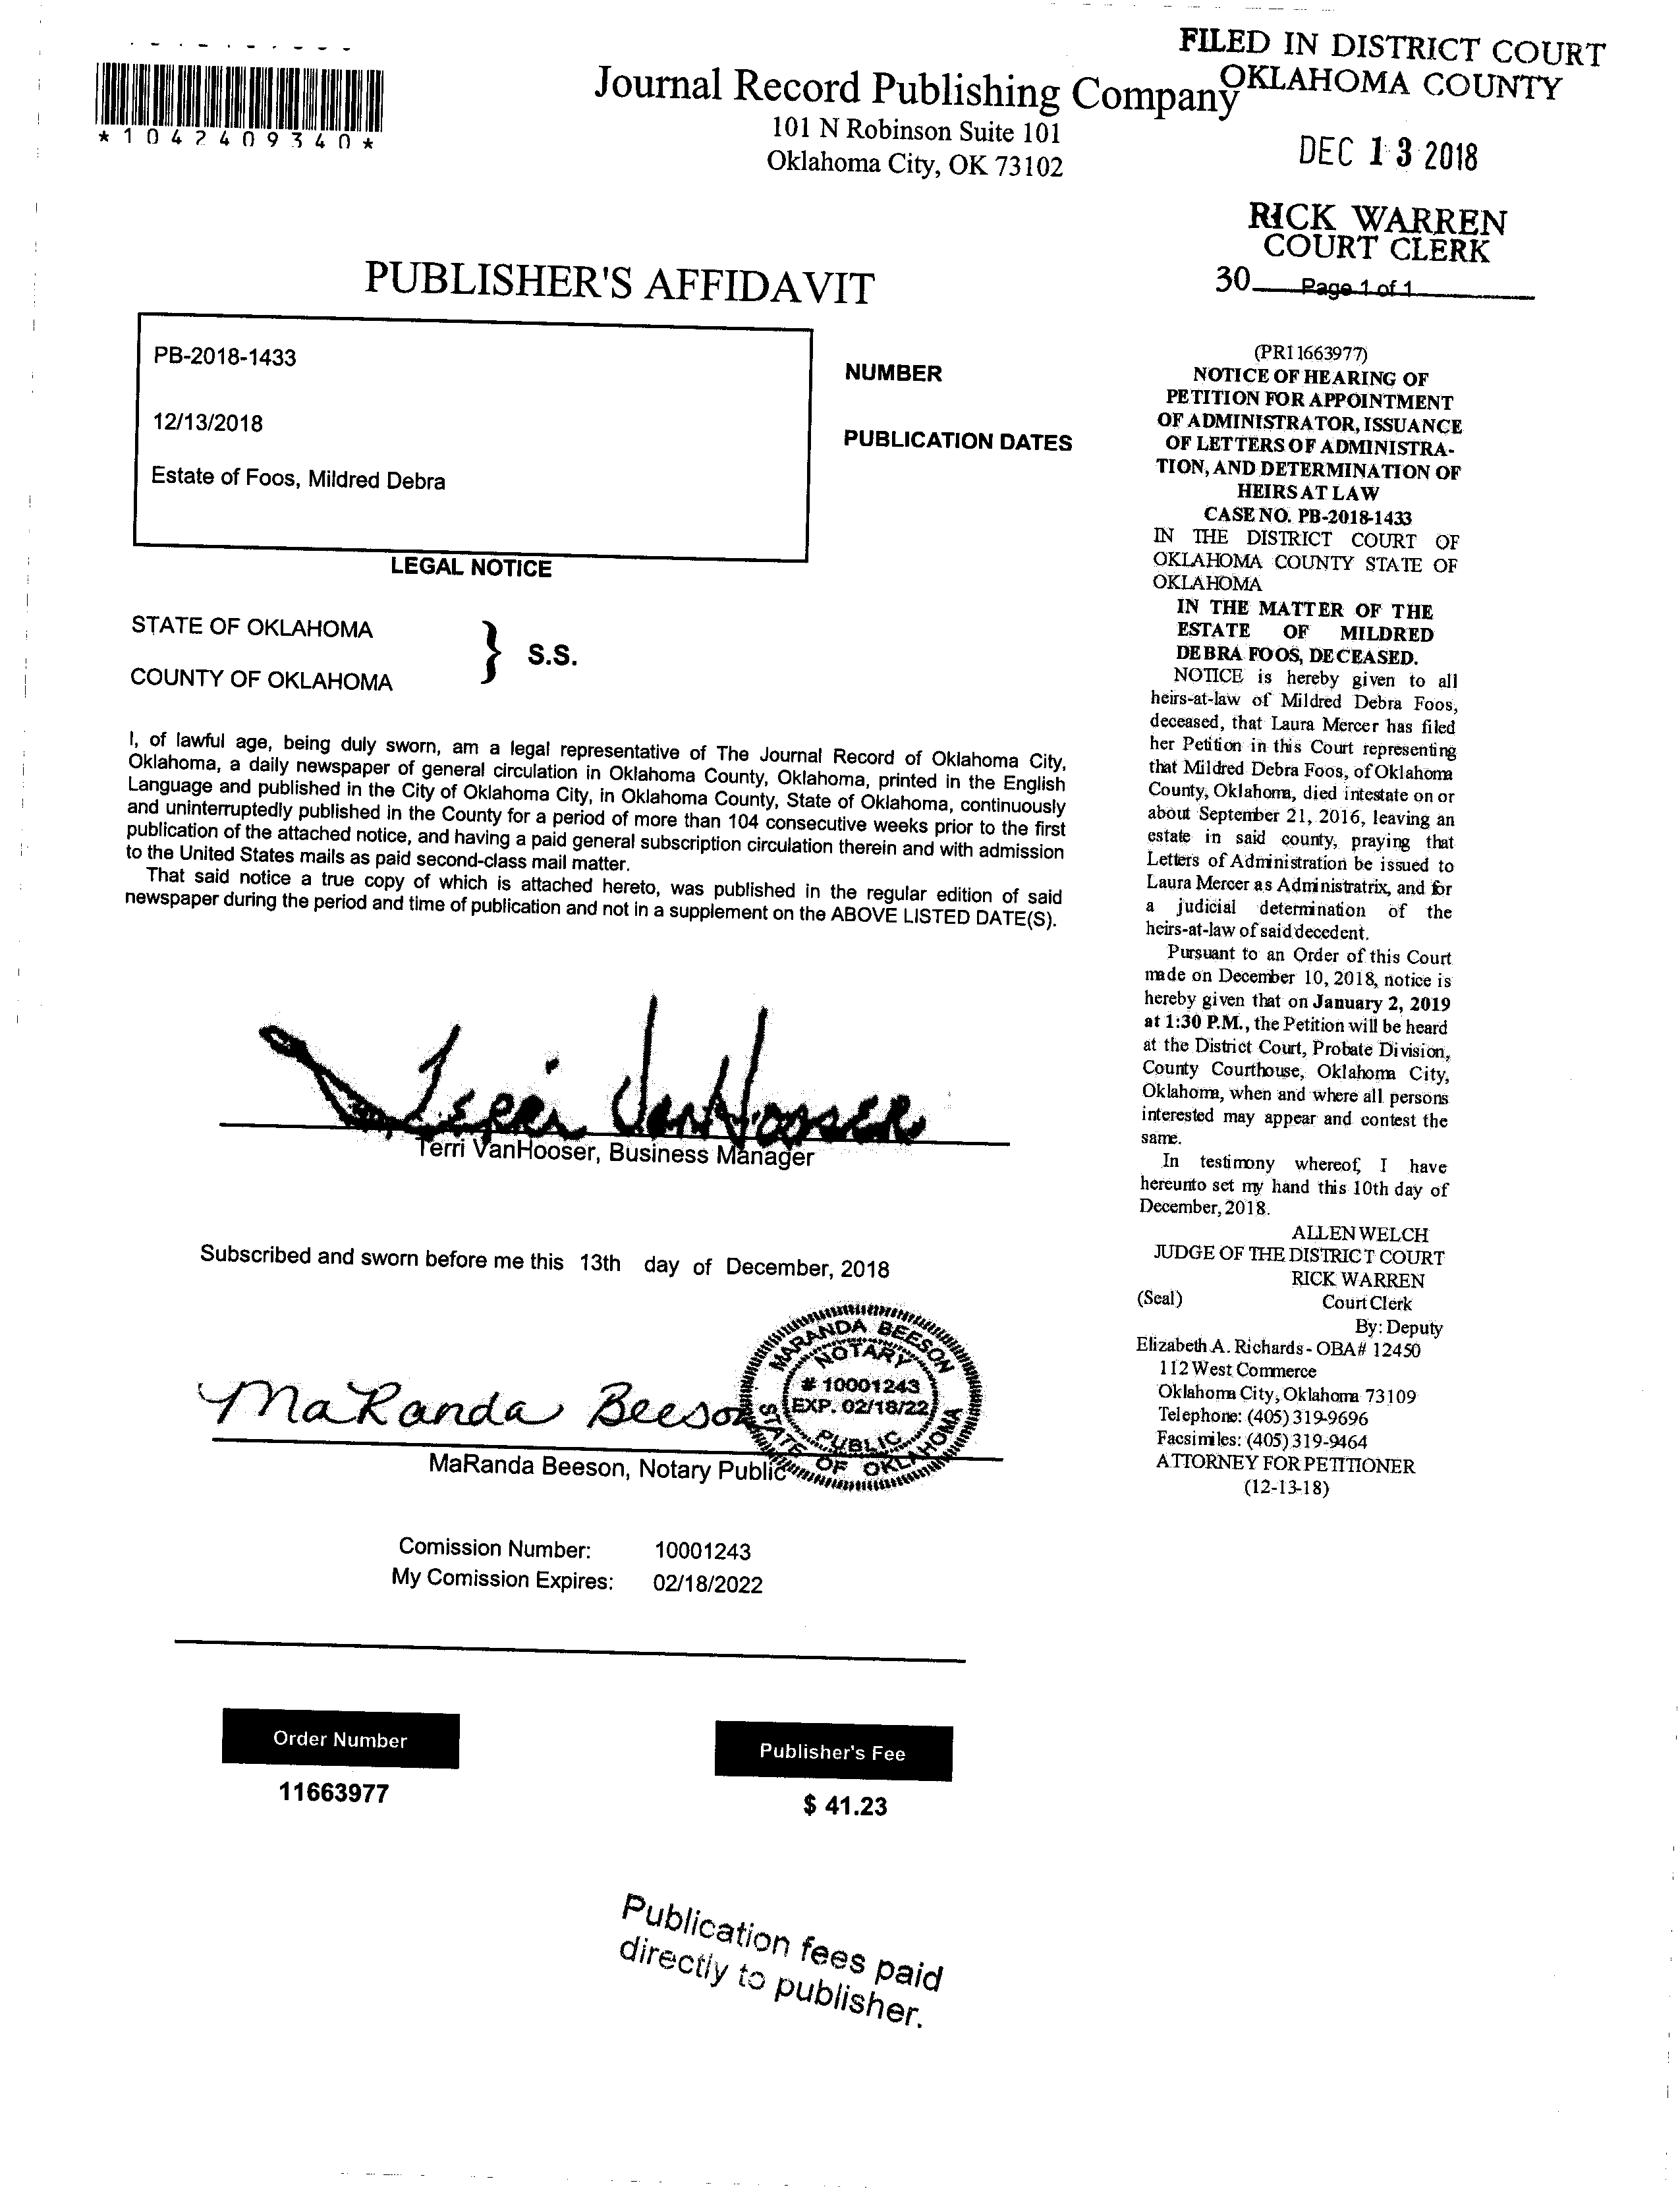 *1042409340*
Journal Record Publishing Company
101 N Robinson Suite 101
Oklahoma City, OK 73102
FILED IN DISTRICT COURT
OKLAHOMA COUNTY
DEC 13 2018
RICK WARREN
COURT CLERK
30 Page 1 of 1
PUBLISHER'S AFFIDAVIT
PB-2018-1433
NUMBER
12/13/2018
PUBLICATION DATES
Estate of Foos, Mildred Debra
LEGAL NOTICE
STATE OF OKLAHOMA
} S.S.
COUNTY OF OKLAHOMA
I, of lawful age, being duly sworn, am a legal representative of The Journal Record of Oklahoma City,
Oklahoma, a daily newspaper of general circulation in Oklahoma County, Oklahoma, printed in the English
Language and published in the City of Oklahoma City, in Oklahoma County, State of Oklahoma, continuously
and uninterruptedly published in the County for a period of more than 104 consecutive weeks prior to the first
publication of the attached notice, and having a paid general subscription circulation therein and with admission
to the United States mails as paid second-class mail matter.
That said notice a true copy of which is attached hereto, was published in the regular edition of said
newspaper during the period and time of publication and not in a supplement on the ABOVE LISTED DATE(S).
Terri VanHooser
Terri VanHooser, Business Manager
Subscribed and sworn before me this 13th day of December, 2018
MaRanda Beeson
MARANDA BEESON
NOTARY
# 10001243
EXP. 02/18/22
PUBLIC
STATE OF OKLAHOMA
MaRanda Beeson, Notary Public
Comission Number: 10001243
My Comission Expires: 02/18/2022
Order Number
11663977
Publisher's Fee
$ 41.23
Publication fees paid
directly to publisher.
(PR11663977)
NOTICE OF HEARING OF
PETITION FOR APPOINTMENT
OF ADMINISTRATOR, ISSUANCE
OF LETTERS OF ADMINISTRA-
TION, AND DETERMINATION OF
HEIRS AT LAW
CASE NO. PB-2018-1433
IN THE DISTRICT COURT OF
OKLAHOMA COUNTY STATE OF
OKLAHOMA
IN THE MATTER OF THE
ESTATE OF MILDRED
DEBRA FOOS, DECEASED.
NOTICE is hereby given to all
heirs-at-law of Mildred Debra Foos,
deceased, that Laura Mercer has filed
her Petition in this Court representing
that Mildred Debra Foos, of Oklahoma
County, Oklahoma, died intestate on or
about September 21, 2016, leaving an
estate in said county, praying that
Letters of Administration be issued to
Laura Mercer as Administratrix, and for
a judicial determination of the
heirs-at-law of said decedent.
Pursuant to an Order of this Court
made on December 10, 2018, notice is
hereby given that on January 2, 2019
at 1:30 P.M., the Petition will be heard
at the District Court, Probate Division,
County Courthouse, Oklahoma City,
Oklahoma, when and where all persons
interested may appear and contest the
same.
In testimony whereof, I have
hereunto set my hand this 10th day of
December, 2018.
ALLEN WELCH
JUDGE OF THE DISTRICT COURT
RICK WARREN
(Seal) Court Clerk
By: Deputy
Elizabeth A. Richards - OBA# 12450
112 West Commerce
Oklahoma City, Oklahoma 73109
Telephone: (405) 319-9696
Facsimiles: (405) 319-9464
ATTORNEY FOR PETITIONER
(12-13-18)